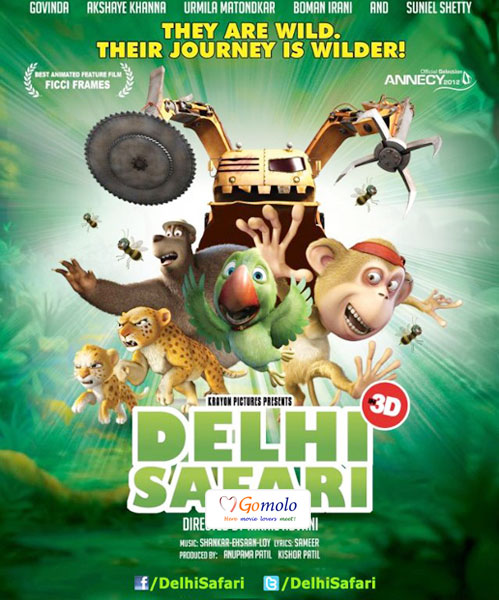 GOVINDA AKSHAYE KHANNA URMILA MATONDKAR BOMAN IRANI AND SUNIEL SHETTY
THEY ARE WILD.
THEIR JOURNEY IS WILDER!
BEST ANIMATED FEATURE FILM
FICCI FRAMES
Official Selection
ANNECY 2012
KRAYON PICTURES PRESENTS
DELHI
3D
SAFARI
Gomolo
Here movie lovers meet!
DIRECTED BY
MUSIC: SHANKAR-EHSAAN-LOY LYRICS: SAMEER
PRODUCED BY: ANUPAMA PATIL KISHOR PATIL
f /DelhiSafari t /DelhiSafari